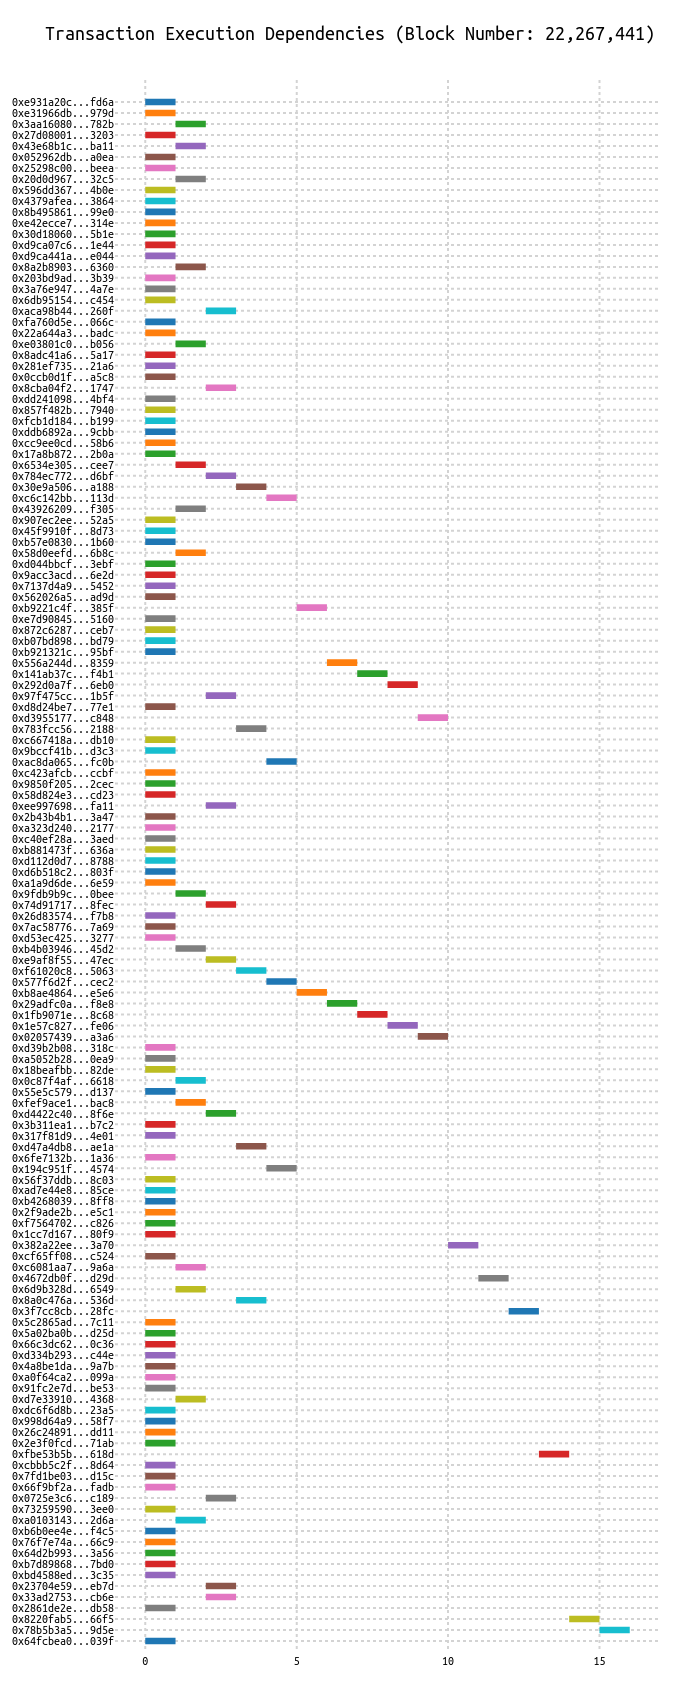 Transaction Execution Dependencies (Block Number: 22,267,441)
0xe931a20c...fd6a
0xe31966db...979d
0x3aa16080...782b
0x27d08001...3203
0x43e68b1c...ba11
0x052962db...a0ea
0x25298c00...beea
0x20d0d967...32c5
0x596dd367...4b0e
0x4379afea...3864
0x8b495861...99e0
0xe42ecce7...314e
0x30d18060...5b1e
0xd9ca07c6...1e44
0xd9ca441a...e044
0x8a2b8903...6360
0x203bd9ad...3b39
0x3a76e947...4a7e
0x6db95154...c454
0xaca98b44...260f
0xfa760d5e...066c
0x22a644a3...badc
0xe03801c0...b056
0x8adc41a6...5a17
0x281ef735...21a6
0x0ccb0d1f...a5c8
0x8cba04f2...1747
0xdd241098...4bf4
0x857f482b...7940
0xfcb1d184...b199
0xddb6892a...9cbb
0xcc9ee0cd...58b6
0x17a8b872...2b0a
0x6534e305...cee7
0x784ec772...d6bf
0x30e9a506...a188
0xc6c142bb...113d
0x43926209...f305
0x907ec2ee...52a5
0x45f9910f...8d73
0xb57e0830...1b60
0x58d0eefd...6b8c
0xd044bbcf...3ebf
0x9acc3acd...6e2d
0x7137d4a9...5452
0x562026a5...ad9d
0xb9221c4f...385f
0xe7d90845...5160
0x872c6287...ceb7
0xb07bd898...bd79
0xb921321c...95bf
0x556a244d...8359
0x141ab37c...f4b1
0x292d0a7f...6eb0
0x97f475cc...1b5f
0xd8d24be7...77e1
0xd3955177...c848
0x783fcc56...2188
0xc667418a...db10
0x9bccf41b...d3c3
0xac8da065...fc0b
0xc423afcb...ccbf
0x9850f205...2cec
0x58d824e3...cd23
0xee997698...fa11
0x2b43b4b1...3a47
0xa323d240...2177
0xc40ef28a...3aed
0xb881473f...636a
0xd112d0d7...8788
0xd6b518c2...803f
0xa1a9d6de...6e59
0x9fdb9b9c...0bee
0x74d91717...8fec
0x26d83574...f7b8
0x7ac58776...7a69
0xd53ec425...3277
0xb4b03946...45d2
0xe9af8f55...47ec
0xf61020c8...5063
0x577f6d2f...cec2
0xb8ae4864...e5e6
0x29adfc0a...f8e8
0x1fb9071e...8c68
0x1e57c827...fe06
0x02057439...a3a6
0xd39b2b08...318c
0xa5052b28...0ea9
0x18beafbb...82de
0x0c87f4af...6618
0x55e5c579...d137
0xfef9ace1...bac8
0xd4422c40...8f6e
0x3b311ea1...b7c2
0x317f81d9...4e01
0xd47a4db8...ae1a
0x6fe7132b...1a36
0x194c951f...4574
0x56f37ddb...8c03
0xad7e44e8...85ce
0xb4268039...8ff8
0x2f9ade2b...e5c1
0xf7564702...c826
0x1cc7d167...80f9
0x382a22ee...3a70
0xcf65ff08...c524
0xc6081aa7...9a6a
0x4672db0f...d29d
0x6d9b328d...6549
0x8a0c476a...536d
0x3f7cc8cb...28fc
0x5c2865ad...7c11
0x5a02ba0b...d25d
0x66c3dc62...0c36
0xd334b293...c44e
0x4a8be1da...9a7b
0xa0f64ca2...099a
0x91fc2e7d...be53
0xd7e33910...4368
0xdc6f6d8b...23a5
0x998d64a9...58f7
0x26c24891...dd11
0x2e3f0fcd...71ab
0xfbe53b5b...618d
0xcbbb5c2f...8d64
0x7fd1be03...d15c
0x66f9bf2a...fadb
0x0725e3c6...c189
0x73259590...3ee0
0xa0103143...2d6a
0xb6b0ee4e...f4c5
0x76f7e74a...66c9
0x64d2b993...3a56
0xb7d89868...7bd0
0xbd4588ed...3c35
0x23704e59...eb7d
0x33ad2753...cb6e
0x2861de2e...db58
0x8220fab5...66f5
0x78b5b3a5...9d5e
0x64fcbea0...039f
0 5 10 15